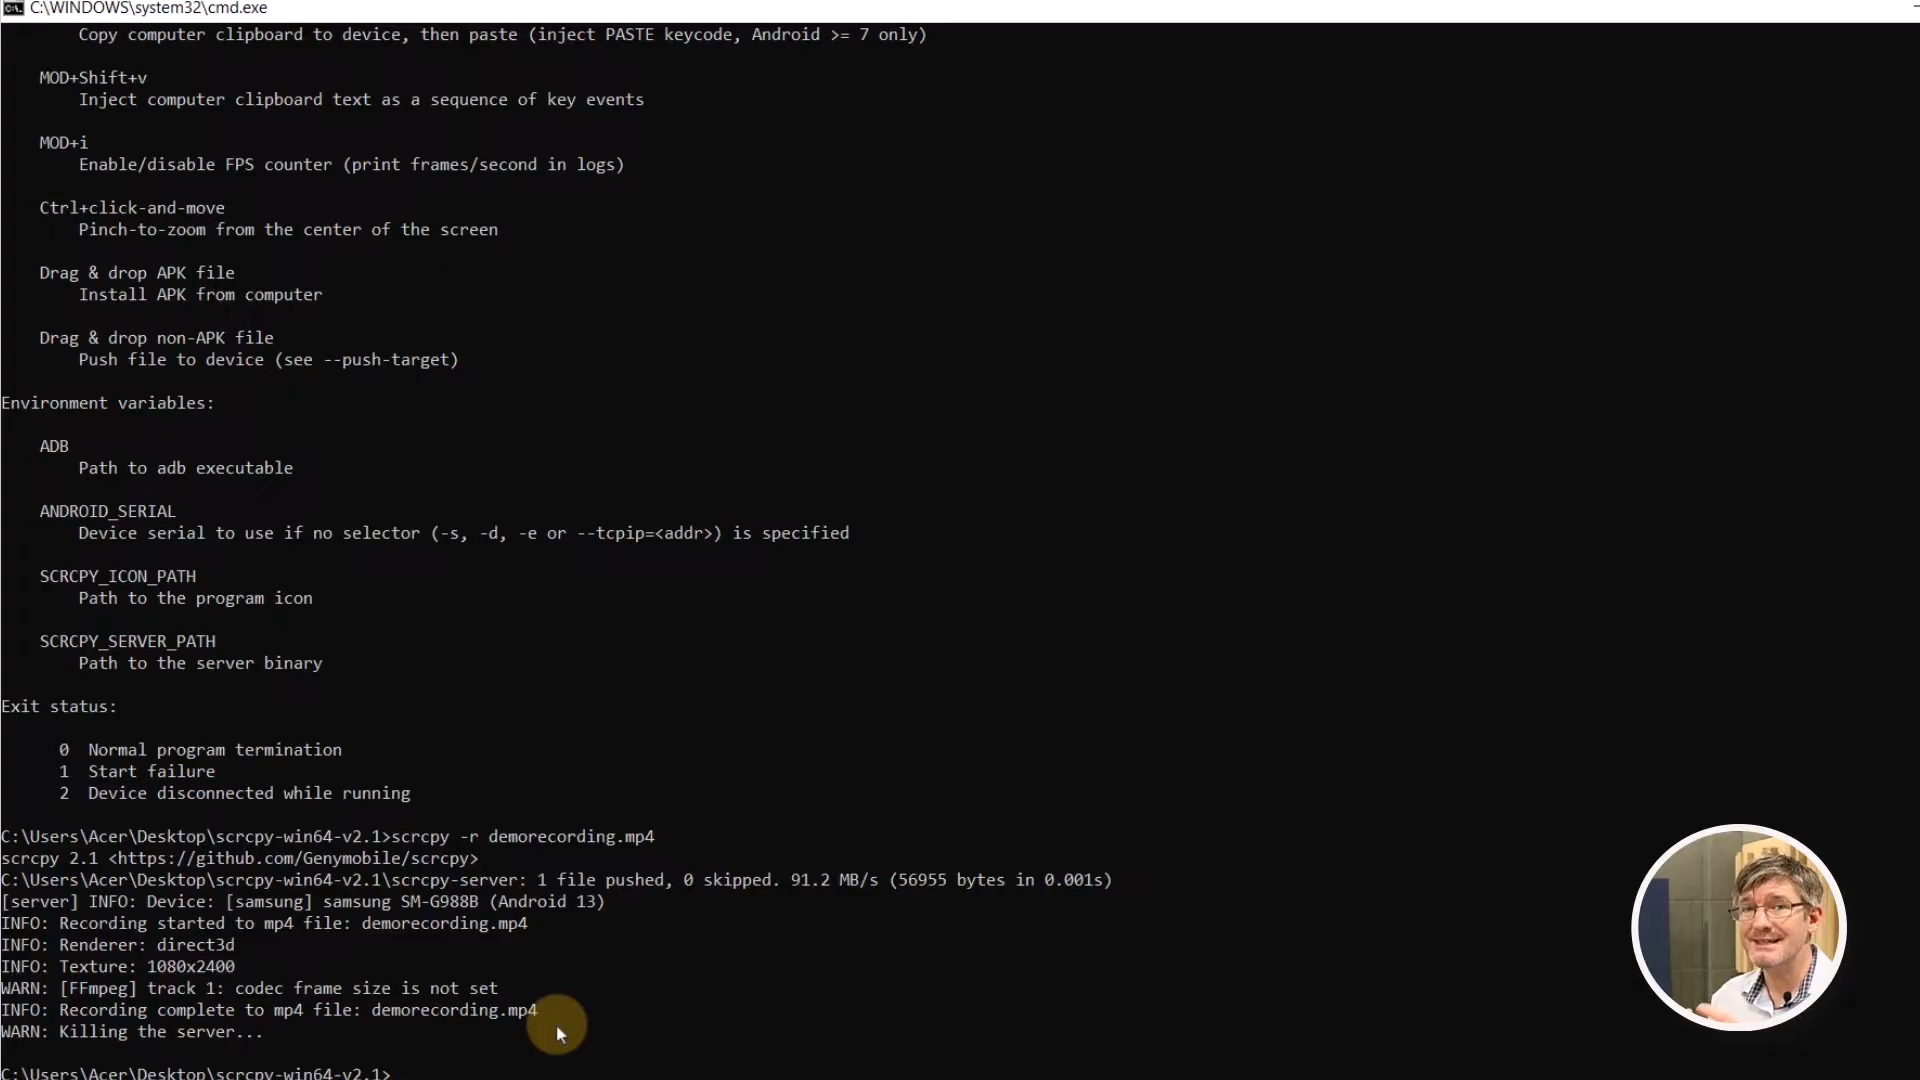 C:\WINDOWS\system32\cmd.exe
Copy computer clipboard to device, then paste (inject PASTE keycode, Android >= 7 only)
MOD+Shift+v
Inject computer clipboard text as a sequence of key events
MOD+i
Enable/disable FPS counter (print frames/second in logs)
Ctrl+click-and-move
Pinch-to-zoom from the center of the screen
Drag & drop APK file
Install APK from computer
Drag & drop non-APK file
Push file to device (see --push-target)
Environment variables:
ADB
Path to adb executable
ANDROID_SERIAL
Device serial to use if no selector (-s, -d, -e or --tcpip=<addr>) is specified
SCRCPY_ICON_PATH
Path to the program icon
SCRCPY_SERVER_PATH
Path to the server binary
Exit status:
0 Normal program termination
1 Start failure
2 Device disconnected while running
C:\Users\Acer\Desktop\scrcpy-win64-v2.1>scrcpy -r demorecording.mp4
scrcpy 2.1 <https://github.com/Genymobile/scrcpy>
C:\Users\Acer\Desktop\scrcpy-win64-v2.1\scrcpy-server: 1 file pushed, 0 skipped. 91.2 MB/s (56955 bytes in 0.001s)
[server] INFO: Device: [samsung] samsung SM-G988B (Android 13)
INFO: Recording started to mp4 file: demorecording.mp4
INFO: Renderer: direct3d
INFO: Texture: 1080x2400
WARN: [FFmpeg] track 1: codec frame size is not set
INFO: Recording complete to mp4 file: demorecording.mp4
WARN: Killing the server...
C:\Users\Acer\Desktop\scrcpy-win64-v2.1>